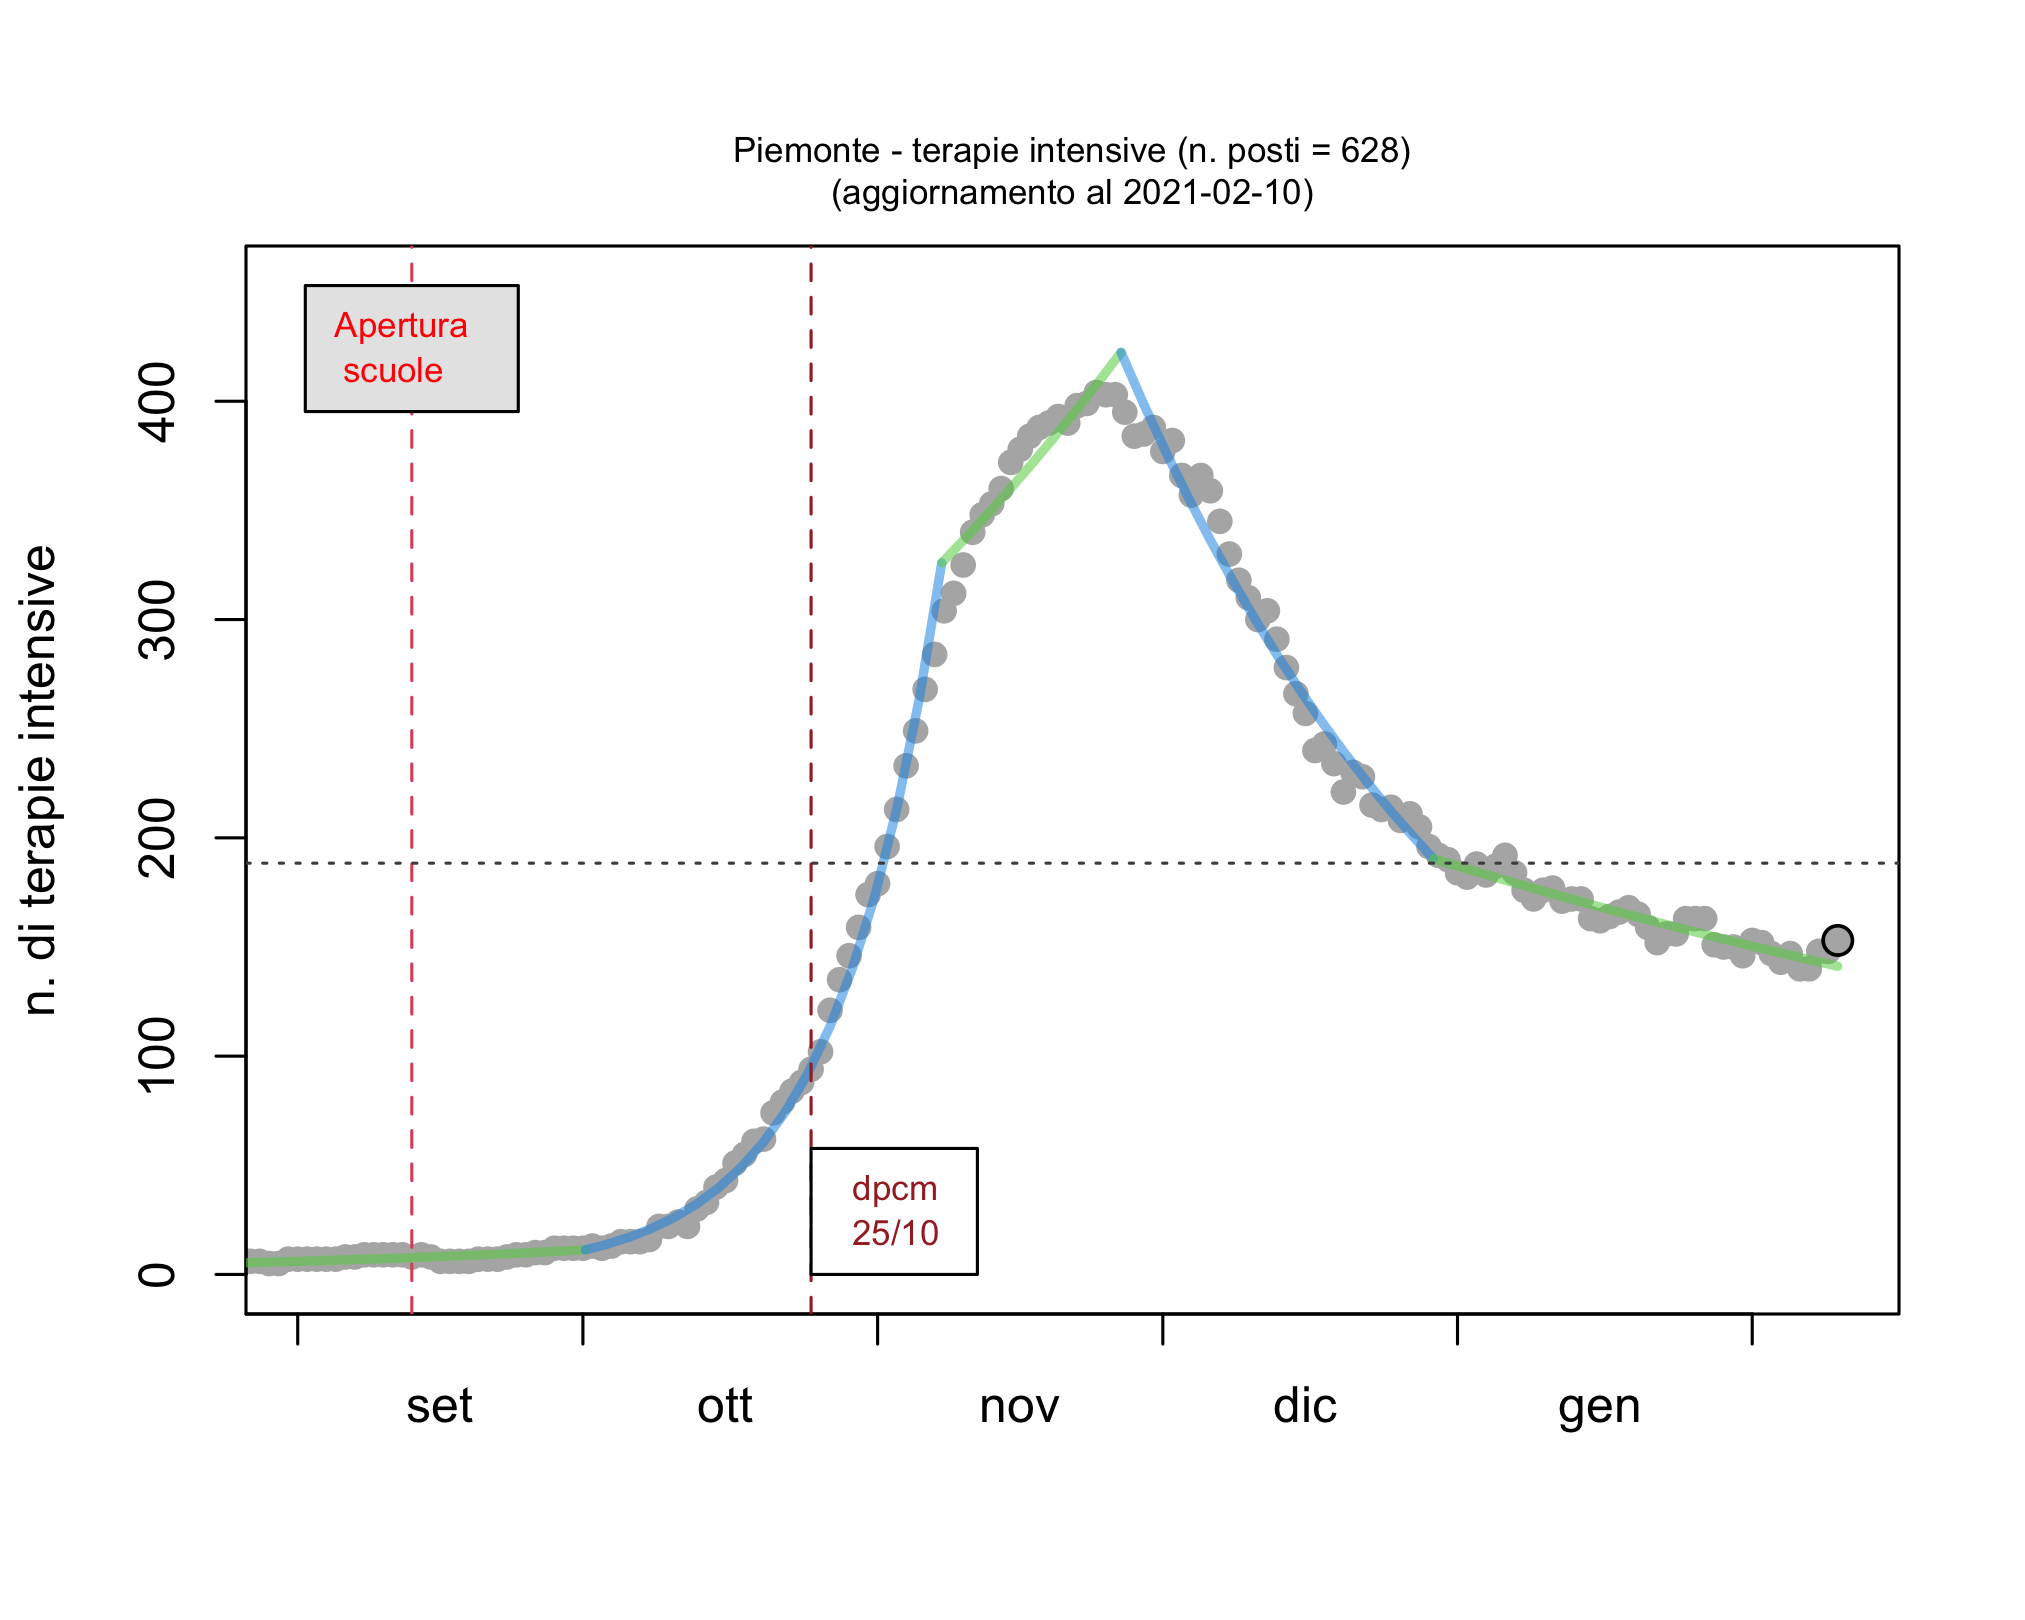 Piemonte - terapie intensive (n. posti = 628)
(aggiornamento al 2021-02-10)
Apertura
scuole
n. di terapie intensive
400
300
200
100
0
dpcm
25/10
set
ott
nov
dic
gen